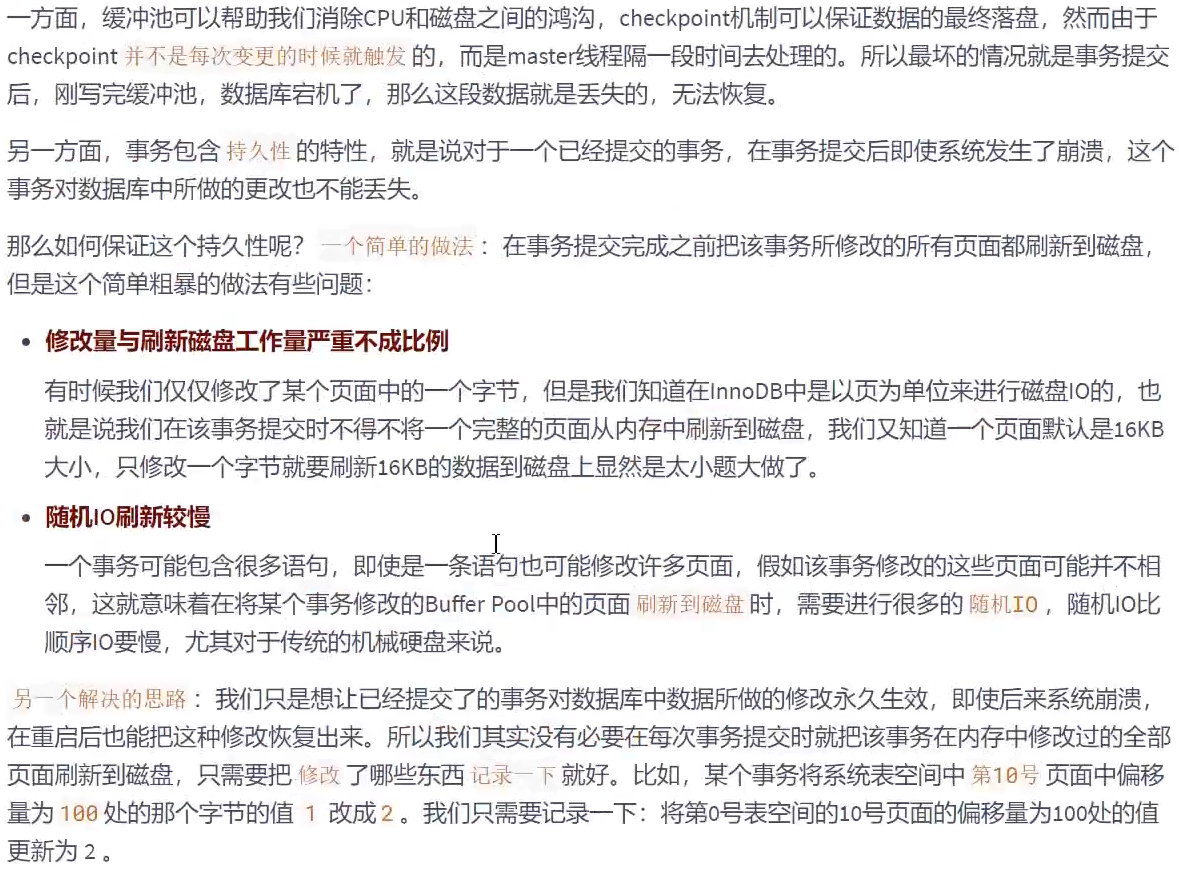 一方面，缓冲池可以帮助我们消除CPU和磁盘之间的鸿沟，checkpoint机制可以保证数据的最终落盘，然而由于
checkpoint 并不是每次变更的时候就触发 的，而是master线程隔一段时间去处理的。所以最坏的情况就是事务提交
后，刚写完缓冲池，数据库宕机了，那么这段数据就是丢失的，无法恢复。
另一方面，事务包含 持久性 的特性，就是说对于一个已经提交的事务，在事务提交后即使系统发生了崩溃，这个
事务对数据库中所做的更改也不能丢失。
那么如何保证这个持久性呢？ 一个简单的做法 ：在事务提交完成之前把该事务所修改的所有页面都刷新到磁盘，
但是这个简单粗暴的做法有些问题：
• 修改量与刷新磁盘工作量严重不成比例
有时候我们仅仅修改了某个页面中的一个字节，但是我们知道在InnoDB中是以页为单位来进行磁盘IO的，也
就是说我们在该事务提交时不得不将一个完整的页面从内存中刷新到磁盘，我们又知道一个页面默认是16KB
大小，只修改一个字节就要刷新16KB的数据到磁盘上显然是太小题大做了。
• 随机IO刷新较慢
一个事务可能包含很多语句，即使是一条语句也可能修改许多页面，假如该事务修改的这些页面可能并不相
邻，这就意味着在将某个事务修改的Buffer Pool中的页面 刷新到磁盘 时，需要进行很多的 随机IO ，随机IO比
顺序IO要慢，尤其对于传统的机械硬盘来说。
另一个解决的思路 ：我们只是想让已经提交了的事务对数据库中数据所做的修改永久生效，即使后来系统崩溃，
在重启后也能把这种修改恢复出来。所以我们其实没有必要在每次事务提交时就把该事务在内存中修改过的全部
页面刷新到磁盘，只需要把 修改 了哪些东西 记录一下 就好。比如，某个事务将系统表空间中 第10号 页面中偏移
量为 100 处的那个字节的值 1 改成 2 。我们只需要记录一下：将第0号表空间的10号页面的偏移量为100处的值
更新为 2 。